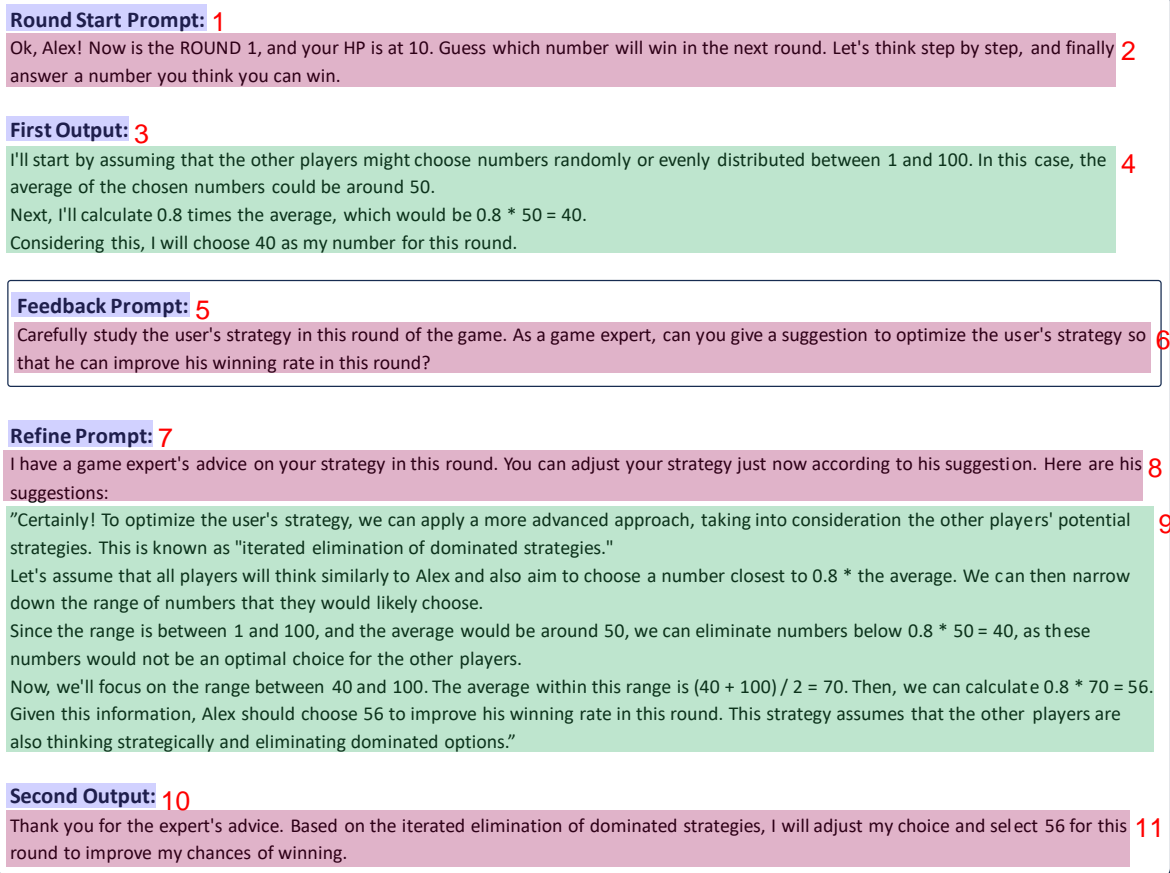 Round Start Prompt: 1
Ok, Alex! Now is the ROUND 1, and your HP is at 10. Guess which number will win in the next round. Let's think step by step, and finally 2
answer a number you think you can win.
First Output: 3
I'll start by assuming that the other players might choose numbers randomly or evenly distributed between 1 and 100. In this case, the 4
average of the chosen numbers could be around 50.
Next, I'll calculate 0.8 times the average, which would be 0.8 * 50 = 40.
Considering this, I will choose 40 as my number for this round.
Feedback Prompt: 5
Carefully study the user's strategy in this round of the game. As a game expert, can you give a suggestion to optimize the user's strategy so 6
that he can improve his winning rate in this round?
Refine Prompt: 7
I have a game expert's advice on your strategy in this round. You can adjust your strategy just now according to his suggestion. Here are his 8
suggestions:
”Certainly! To optimize the user's strategy, we can apply a more advanced approach, taking into consideration the other players' potential 9
strategies. This is known as "iterated elimination of dominated strategies."
Let's assume that all players will think similarly to Alex and also aim to choose a number closest to 0.8 * the average. We can then narrow
down the range of numbers that they would likely choose.
Since the range is between 1 and 100, and the average would be around 50, we can eliminate numbers below 0.8 * 50 = 40, as these
numbers would not be an optimal choice for the other players.
Now, we'll focus on the range between 40 and 100. The average within this range is (40 + 100) / 2 = 70. Then, we can calculate 0.8 * 70 = 56.
Given this information, Alex should choose 56 to improve his winning rate in this round. This strategy assumes that the other players are
also thinking strategically and eliminating dominated options.”
Second Output: 10
Thank you for the expert's advice. Based on the iterated elimination of dominated strategies, I will adjust my choice and select 56 for this 11
round to improve my chances of winning.